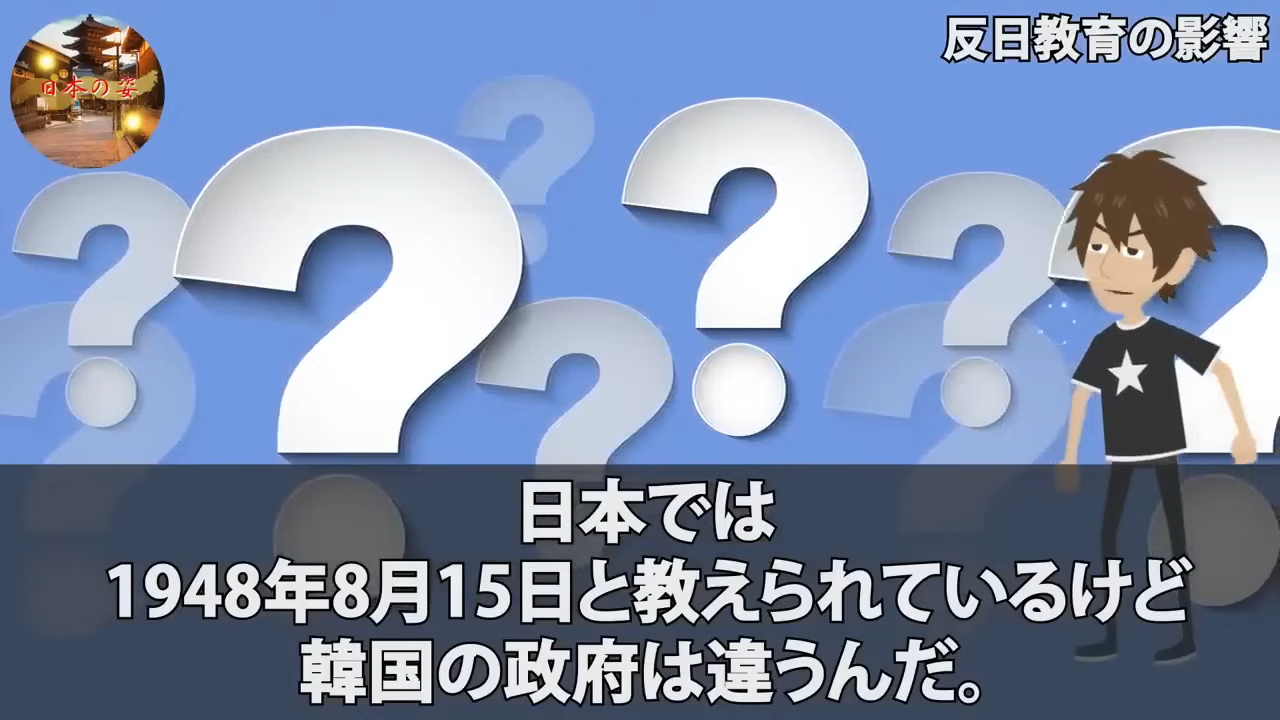 日本の姿
反日教育の影響
日本では
1948年8月15日と教えられているけど
韓国の政府は違うんだ。